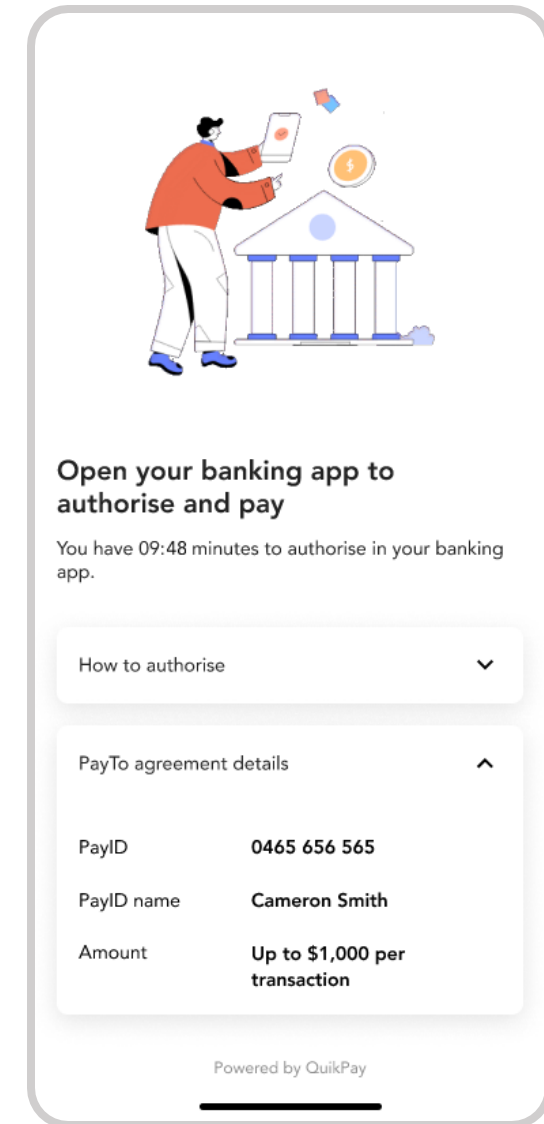 Open your banking app to
authorise and pay
You have 09:48 minutes to authorise in your banking
app.
How to authorise
PayTo agreement details
PayID 0465 656 565
PayID name Cameron Smith
Amount Up to $1,000 per
transaction
Powered by QuikPay